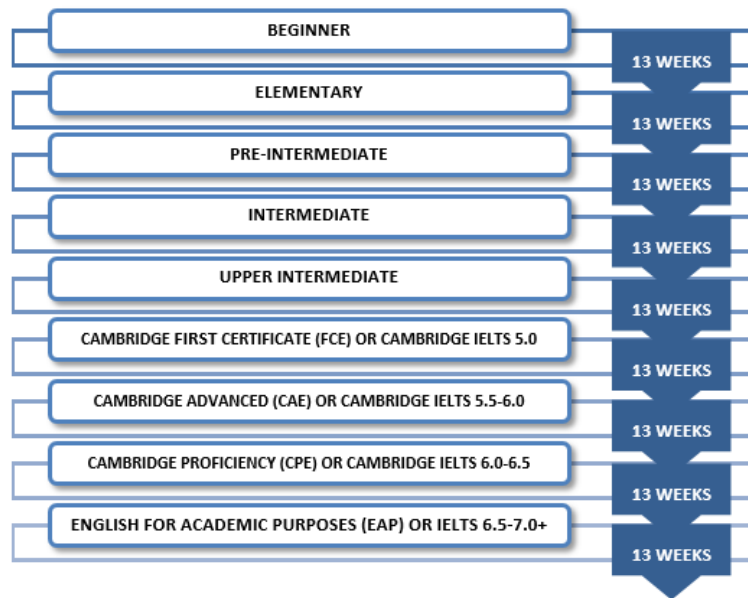 BEGINNER
13 WEEKS
ELEMENTARY
13 WEEKS
PRE-INTERMEDIATE
13 WEEKS
INTERMEDIATE
13 WEEKS
UPPER INTERMEDIATE
13 WEEKS
CAMBRIDGE FIRST CERTIFICATE (FCE) OR CAMBRIDGE IELTS 5.0
13 WEEKS
CAMBRIDGE ADVANCED (CAE) OR CAMBRIDGE IELTS 5.5-6.0
13 WEEKS
CAMBRIDGE PROFICIENCY (CPE) OR CAMBRIDGE IELTS 6.0-6.5
13 WEEKS
ENGLISH FOR ACADEMIC PURPOSES (EAP) OR IELTS 6.5-7.0+
13 WEEKS